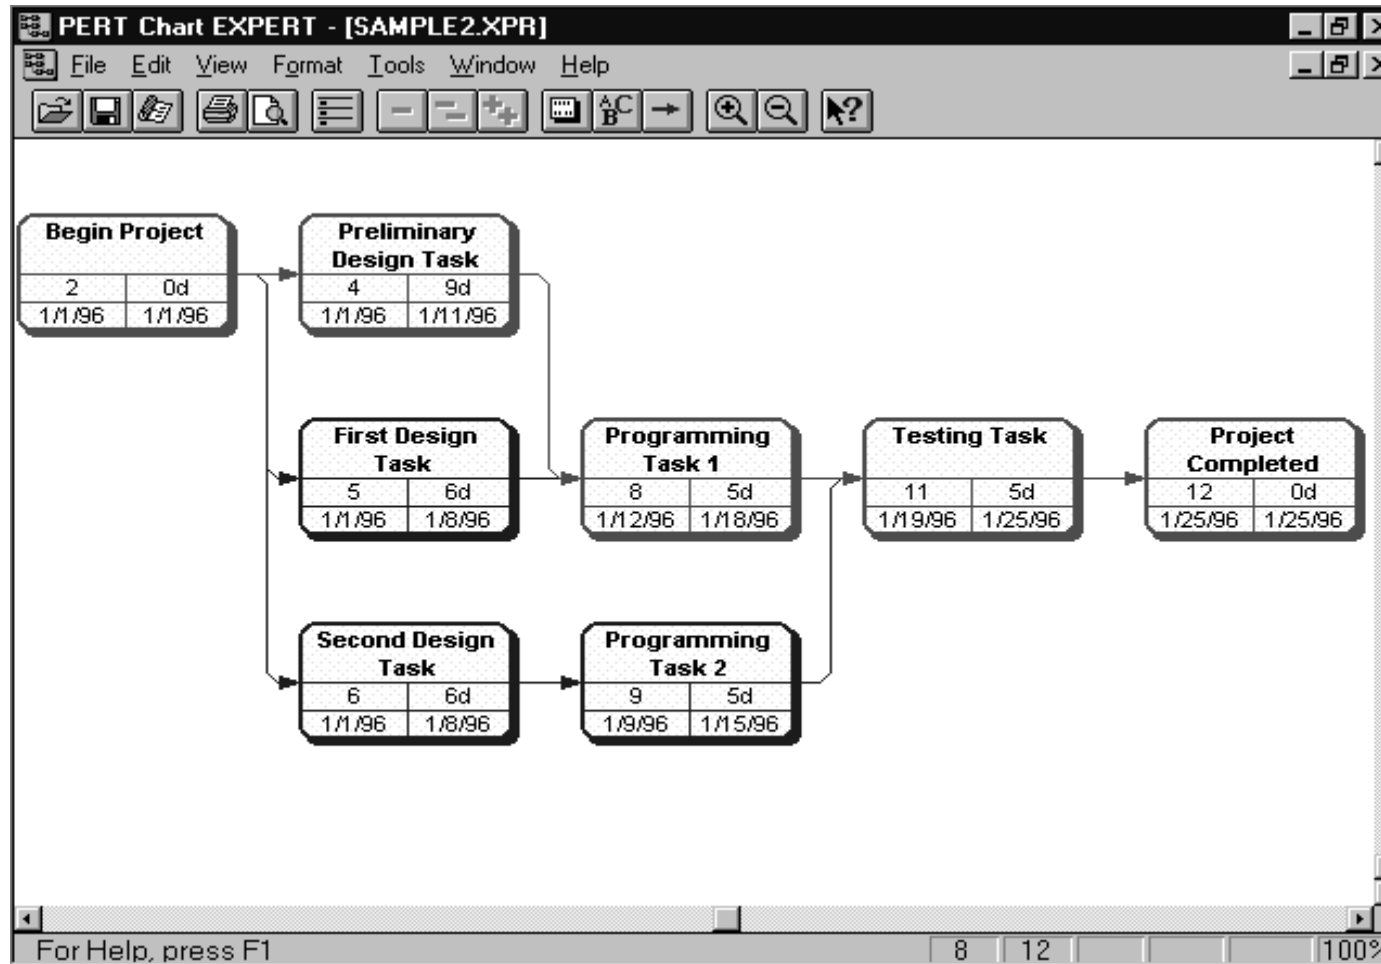 PERT Chart EXPERT - [SAMPLE2.XPR]
File Edit View Format Tools Window Help
ABC
?
Begin Project
2 0d
1/1/96 1/1/96
Preliminary
Design Task
4 9d
1/1/96 1/11/96
First Design
Task
5 6d
1/1/96 1/8/96
Programming
Task 1
8 5d
1/12/96 1/18/96
Testing Task
11 5d
1/19/96 1/25/96
Project
Completed
12 0d
1/25/96 1/25/96
Second Design
Task
6 6d
1/1/96 1/8/96
Programming
Task 2
9 5d
1/9/96 1/15/96
For Help, press F1 8 12 100%